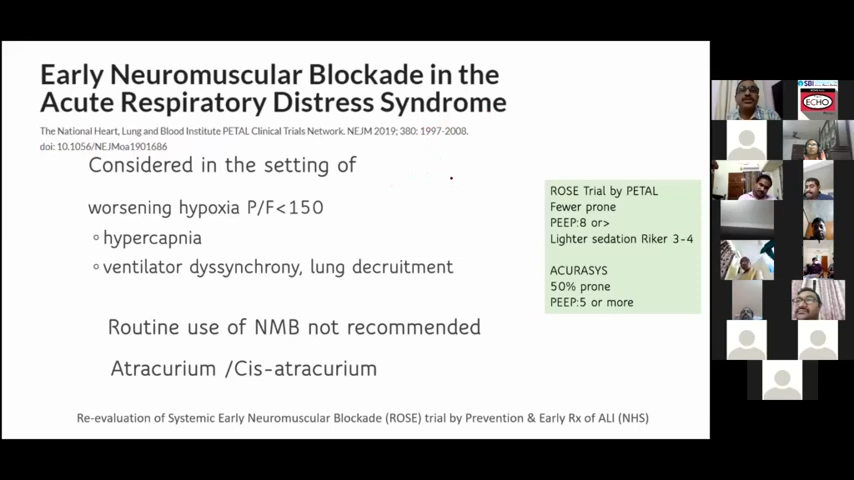 Early Neuromuscular Blockade in the
Acute Respiratory Distress Syndrome
The National Heart, Lung and Blood Institute PETAL Clinical Trials Network. NEJM 2019; 380: 1997-2008.
doi: 10.1056/NEJMoa1901686
Considered in the setting of
worsening hypoxia P/F<150
◦hypercapnia
◦ventilator dyssynchrony, lung decruitment
Routine use of NMB not recommended
Atracurium /Cis-atracurium
ROSE Trial by PETAL
Fewer prone
PEEP:8 or>
Lighter sedation Riker 3-4
ACURASYS
50% prone
PEEP:5 or more
Re-evaluation of Systemic Early Neuromuscular Blockade (ROSE) trial by Prevention & Early Rx of ALI (NHS)
SBI
ECHO